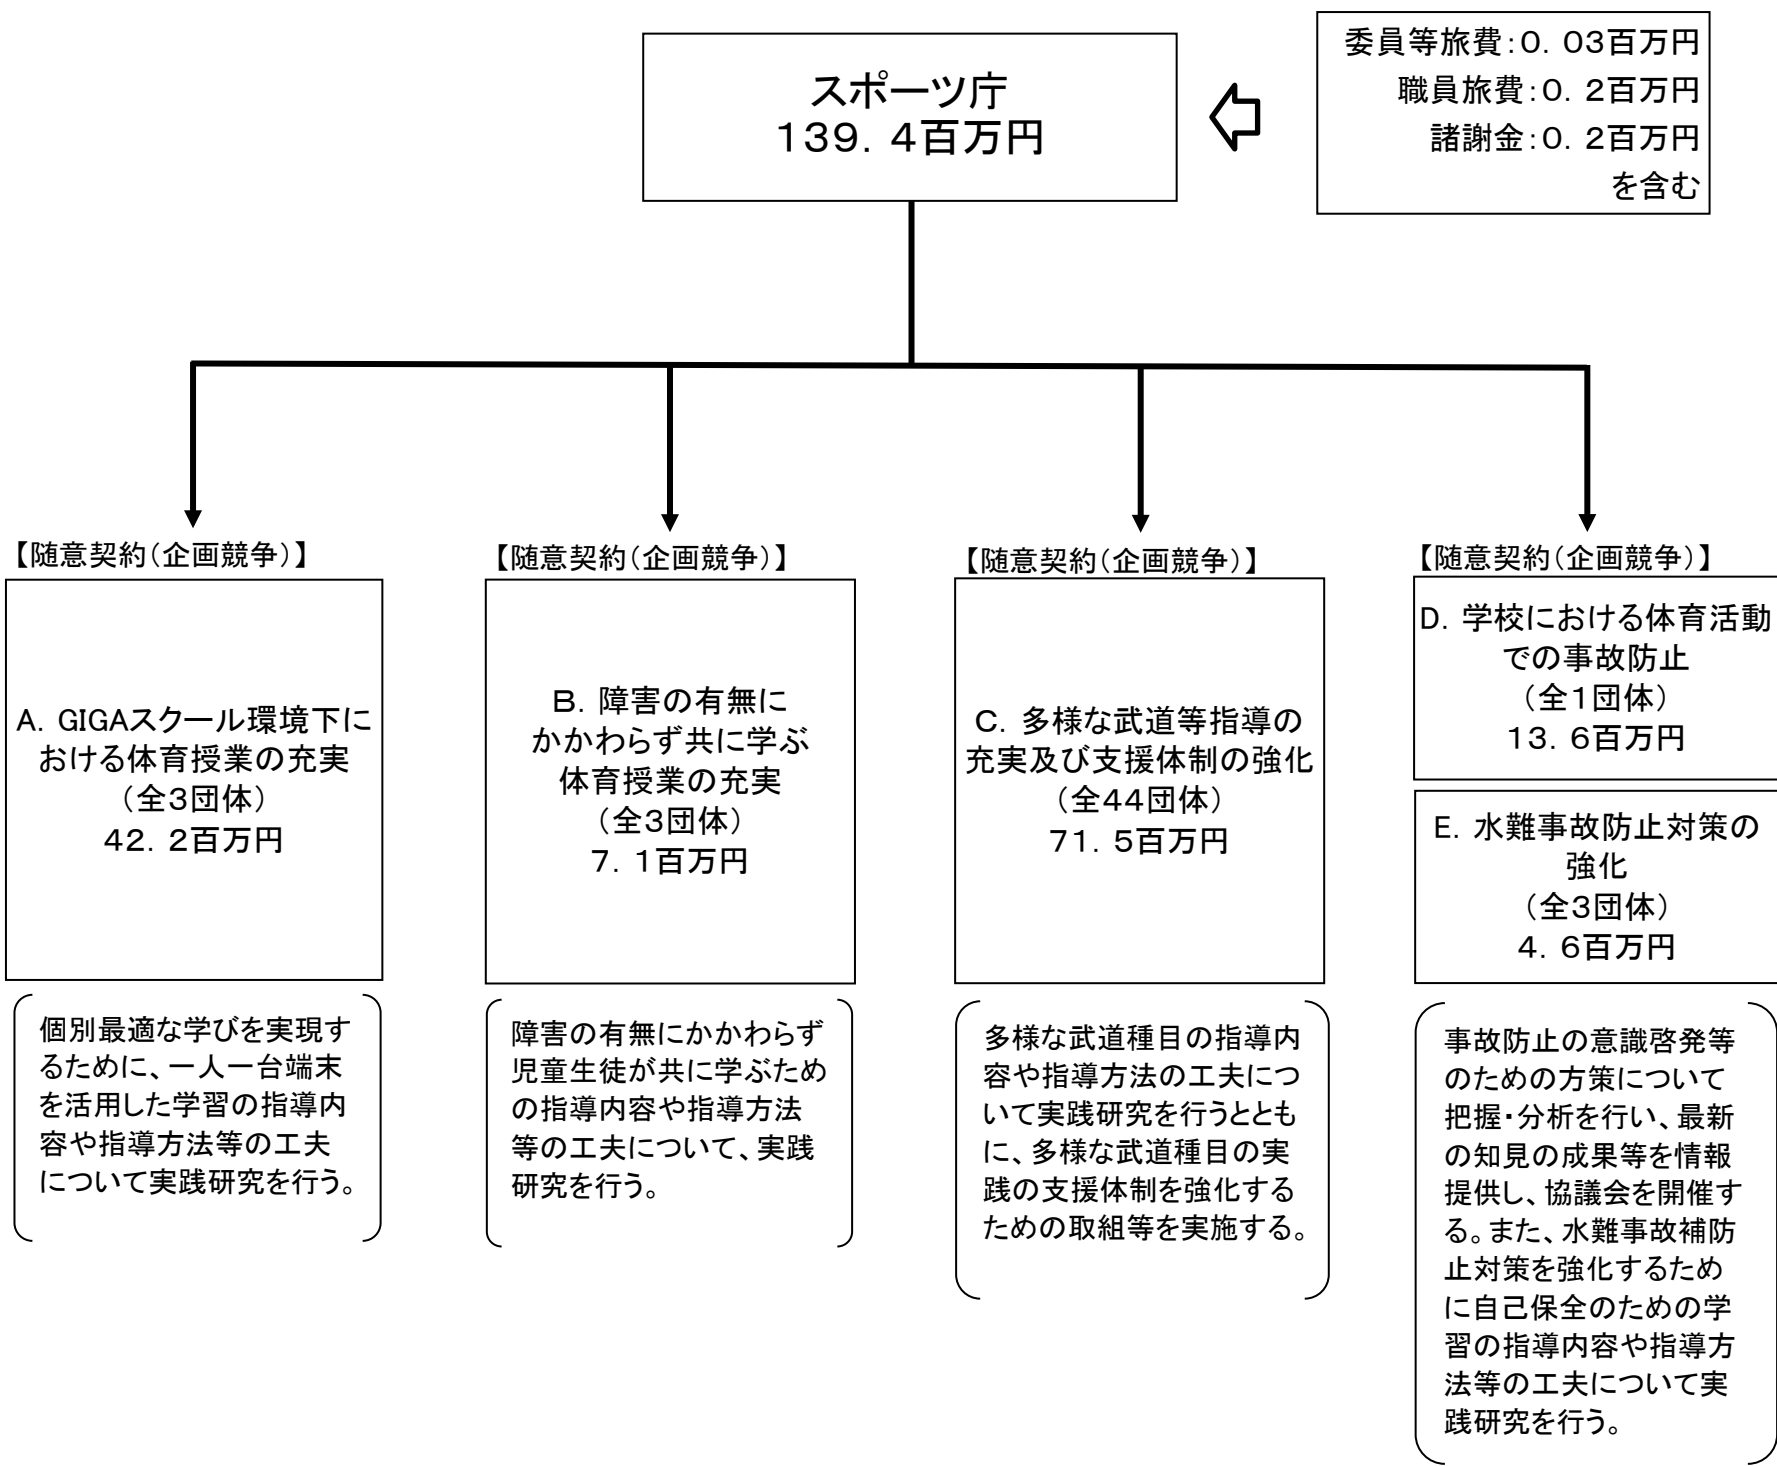 スポーツ庁
139．4百万円
委員等旅費：0．03百万円
職員旅費：0．2百万円
諸謝金：0．2百万円
を含む
【随意契約（企画競争）】
A．GIGAスクール環境下に
おける体育授業の充実
（全3団体）
42．2百万円
個別最適な学びを実現す
るために、一人一台端末
を活用した学習の指導内
容や指導方法等の工夫
について実践研究を行う。
【随意契約（企画競争）】
B．障害の有無に
かかわらず共に学ぶ
体育授業の充実
（全3団体）
7．1百万円
障害の有無にかかわらず
児童生徒が共に学ぶため
の指導内容や指導方法
等の工夫について、実践
研究を行う。
【随意契約（企画競争）】
C．多様な武道等指導の
充実及び支援体制の強化
（全44団体）
71．5百万円
多様な武道種目の指導内
容や指導方法の工夫につ
いて実践研究を行うととも
に、多様な武道種目の実
践の支援体制を強化する
ための取組等を実施する。
【随意契約（企画競争）】
D．学校における体育活動
での事故防止
（全1団体）
13．6百万円
E．水難事故防止対策の
強化
（全3団体）
4．6百万円
事故防止の意識啓発等
のための方策について
把握・分析を行い、最新
の知見の成果等を情報
提供し、協議会を開催す
る。また、水難事故補防
止対策を強化するため
に自己保全のための学
習の指導内容や指導方
法等の工夫について実
践研究を行う。